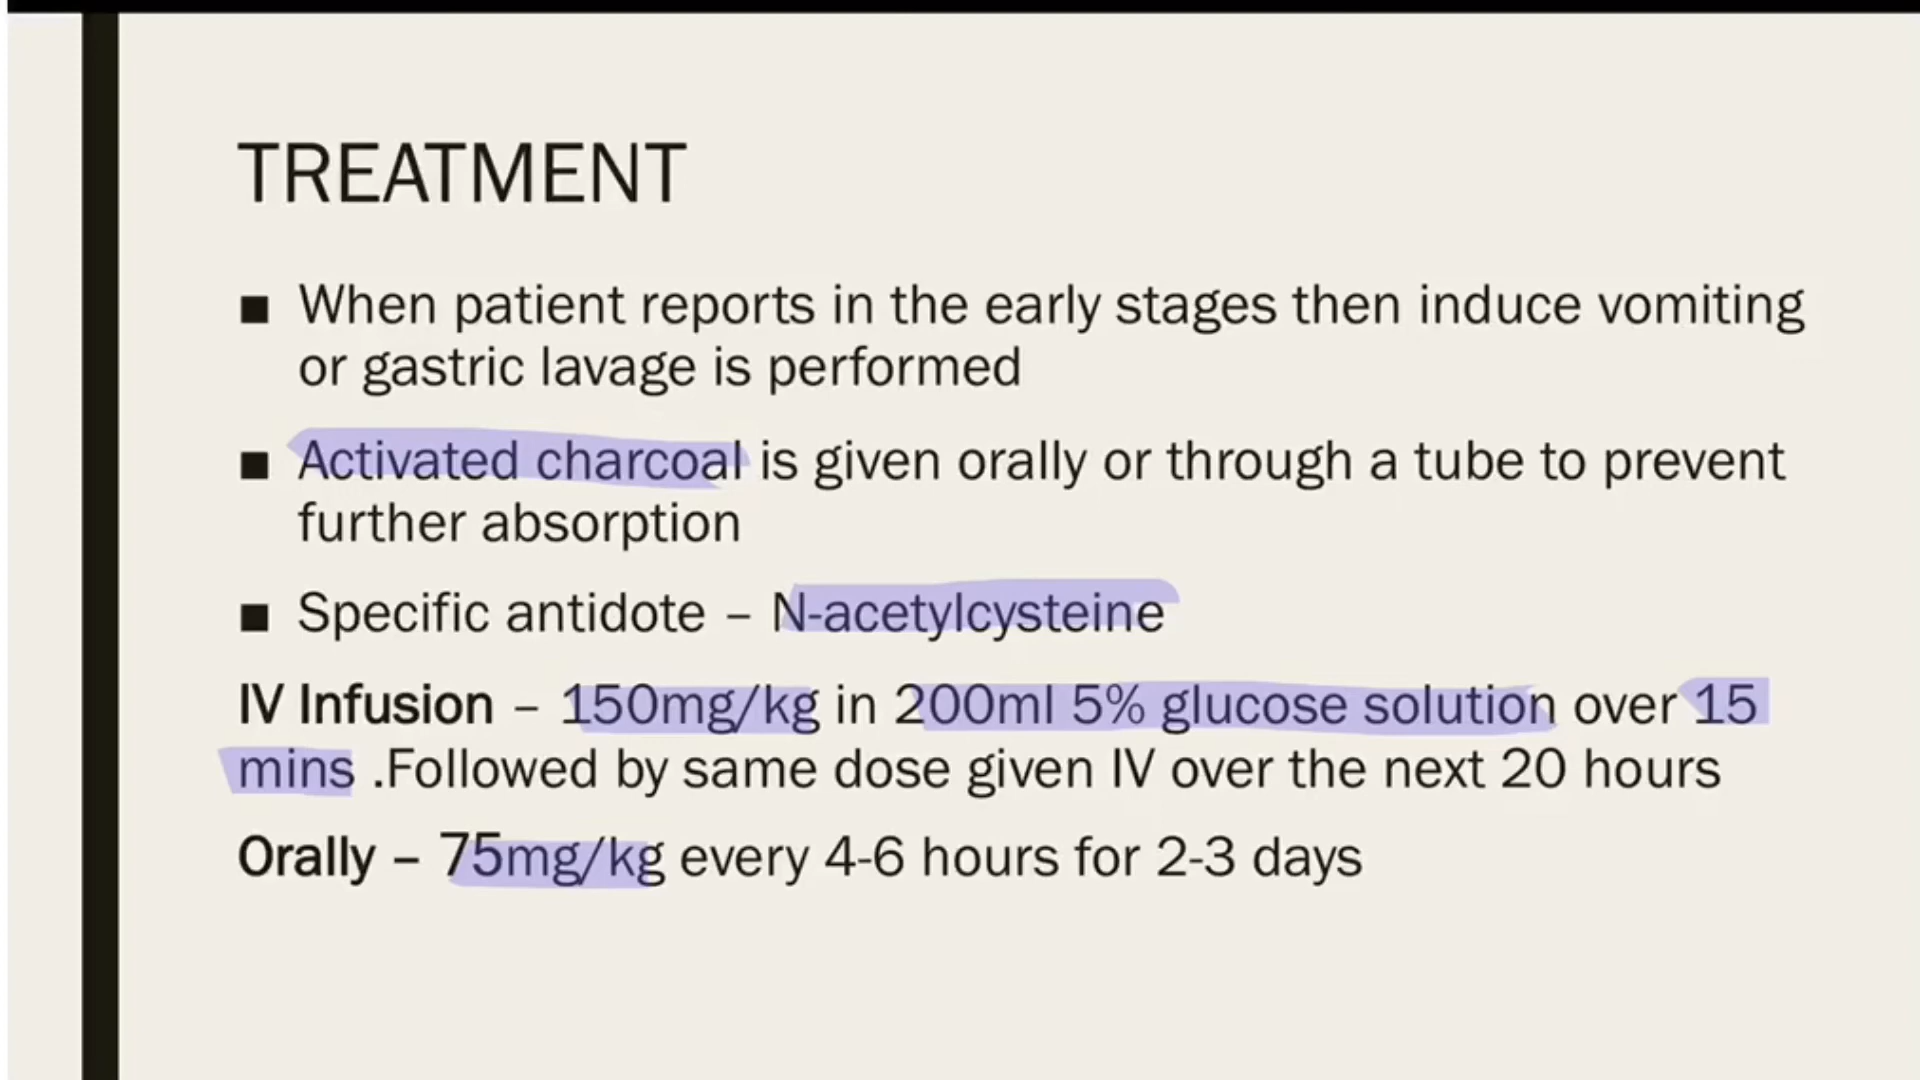 TREATMENT
■ When patient reports in the early stages then induce vomiting
or gastric lavage is performed
■ Activated charcoal is given orally or through a tube to prevent
further absorption
■ Specific antidote – N-acetylcysteine
IV Infusion – 150mg/kg in 200ml 5% glucose solution over 15
mins .Followed by same dose given IV over the next 20 hours
Orally – 75mg/kg every 4-6 hours for 2-3 days